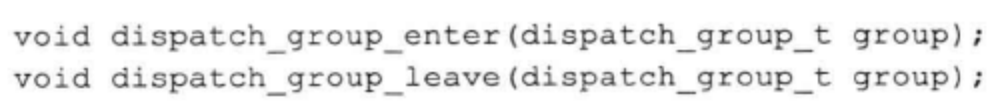 void dispatch_group_enter(dispatch_group_t group);
void dispatch_group_leave(dispatch_group_t group);